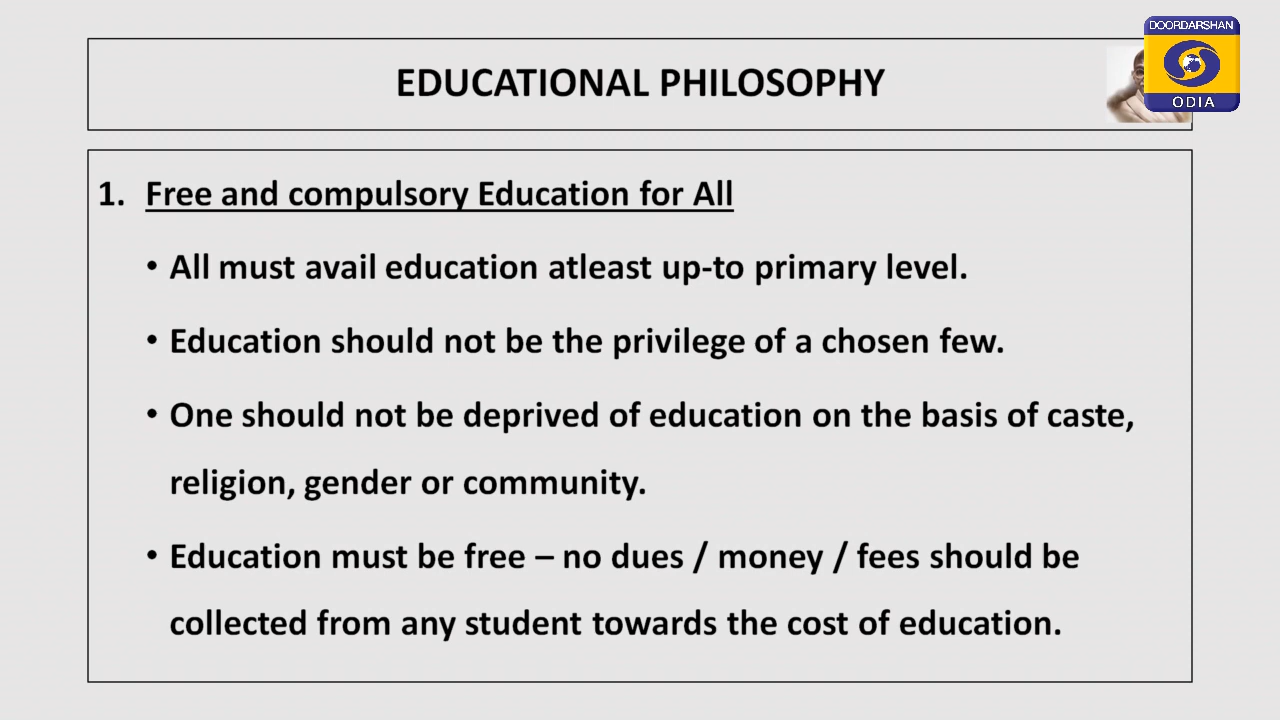 DOORDARSHAN
ODIA
EDUCATIONAL PHILOSOPHY
1. Free and compulsory Education for All
• All must avail education atleast up-to primary level.
• Education should not be the privilege of a chosen few.
• One should not be deprived of education on the basis of caste,
religion, gender or community.
• Education must be free – no dues / money / fees should be
collected from any student towards the cost of education.